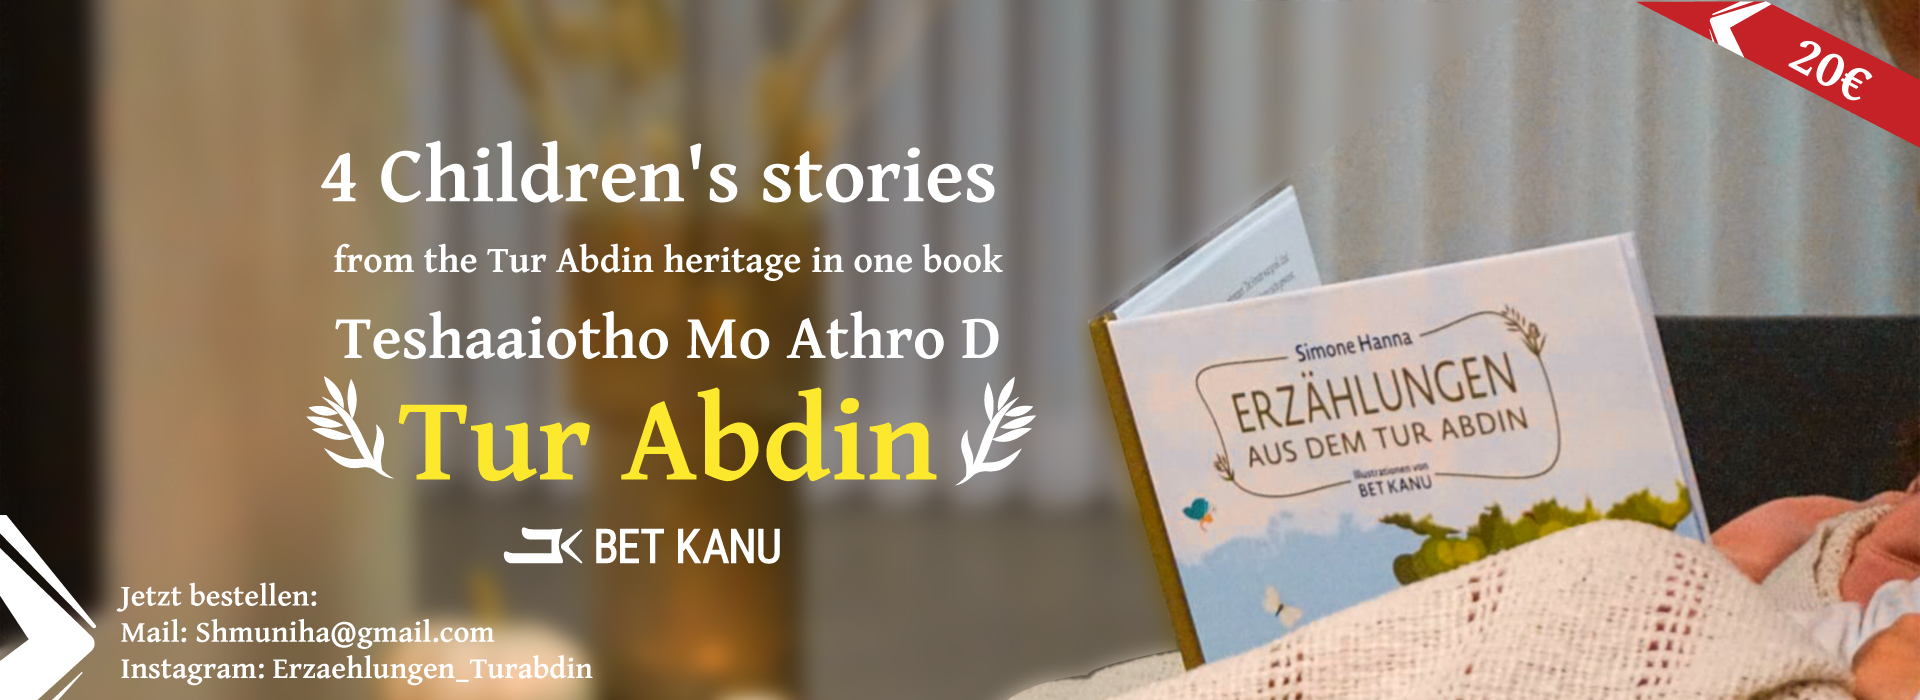 20€
4 Children's stories
from the Tur Abdin heritage in one book
Teshaaiotho Mo Athro D
Tur Abdin
BET KANU
Jetzt bestellen:
Mail: Shmuniha@gmail.com
Instagram: Erzaehlungen_Turabdin
Simone Hanna
ERZÄHLUNGEN
AUS DEM TUR ABDIN
Illustrationen von
BET KANU